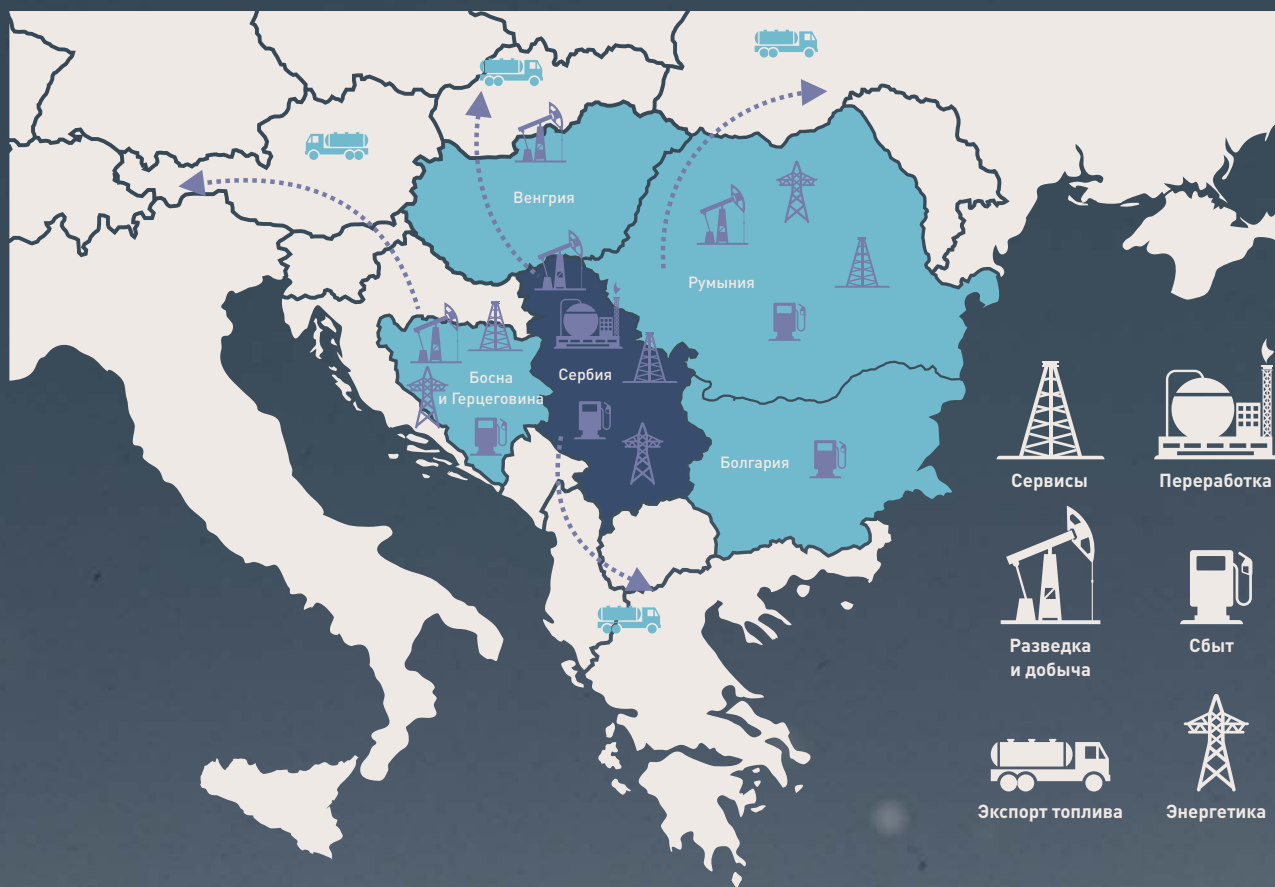 Венгрия
Румыния
Босна
и Герцеговина
Сербия
Болгария
Сервисы
Переработка
Разведка
и добыча
Сбыт
Экспорт топлива
Энергетика